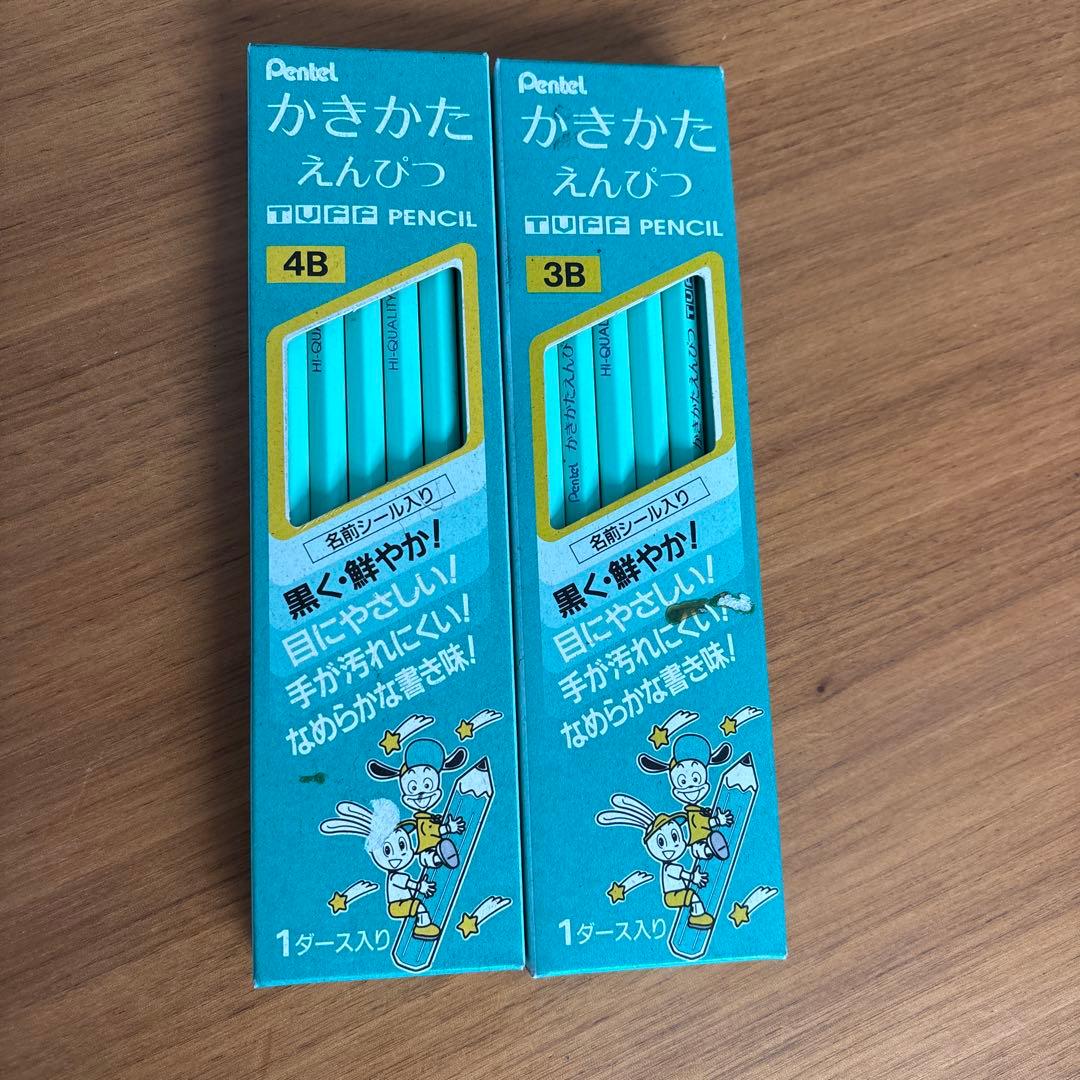 Pentel
かきかた
えんぴつ
TUFF PENCIL
4B
HI-QUA
HI-QUALITY
名前シール入り
黒く・鮮やか!
目にやさしい!
手が汚れにくい!
なめらかな書き味!
1ダース入り
Pentel
かきかた
えんぴつ
TUFF PENCIL
3B
Pentel かきかたえんぴ
HI-QUAL
かきかたえんぴつ TUF
名前シール入り
黒く・鮮やか!
目にやさしい!
手が汚れにくい!
なめらかな書き味!
1ダース入り